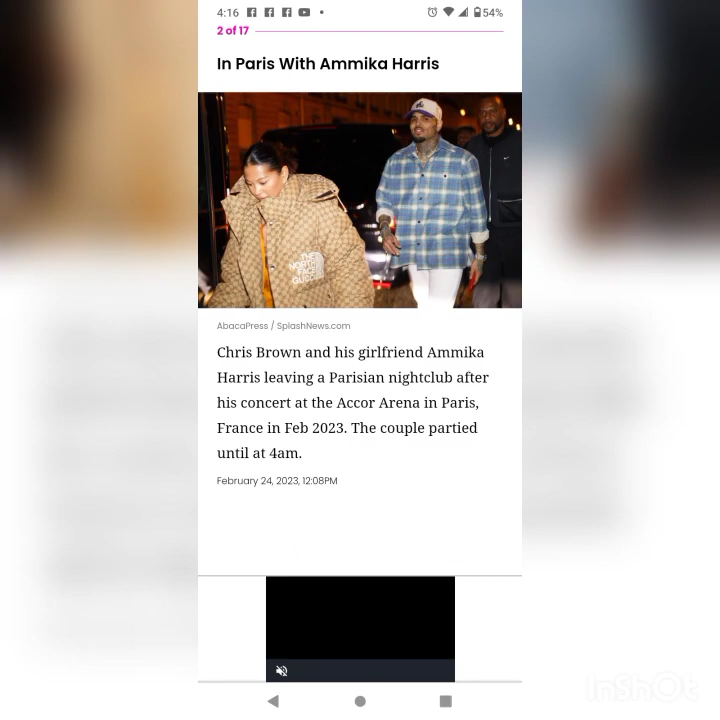 4:16
54%
2 of 17
In Paris With Ammika Harris
THE
NORTH
FACE
GUCCI
AbacaPress / SplashNews.com
Chris Brown and his girlfriend Ammika
Harris leaving a Parisian nightclub after
his concert at the Accor Arena in Paris,
France in Feb 2023. The couple partied
until at 4am.
February 24, 2023, 12:08PM
InShOt